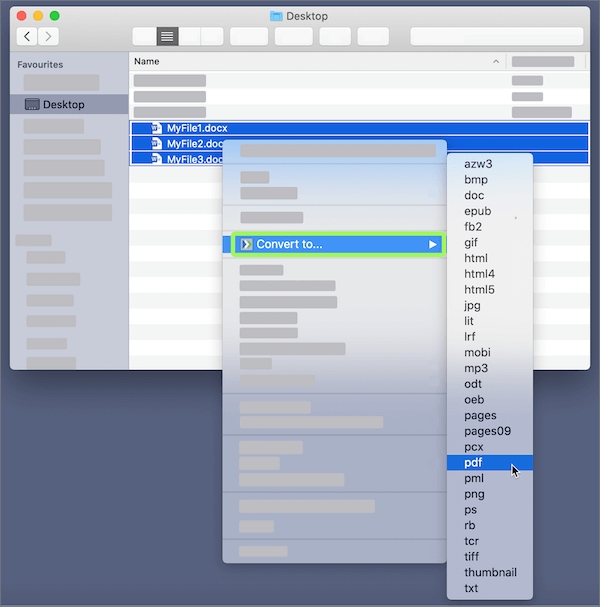 Desktop
Favourites
Name
Desktop
MyFile1.docx
MyFile2.doc
MyFile3.doc
Convert to...
azw3
bmp
doc
epub
fb2
gif
html
html4
html5
jpg
lit
lrf
mobi
mp3
odt
oeb
pages
pages09
pcx
pdf
pml
png
ps
rb
tcr
tiff
thumbnail
txt